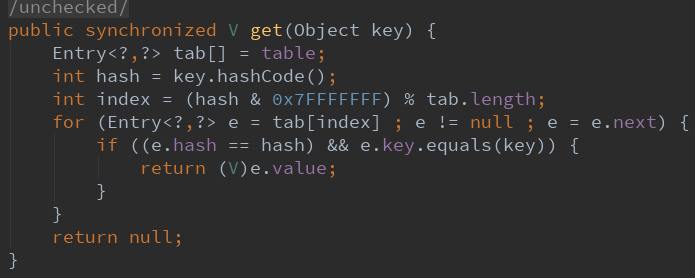 /unchecked/
public synchronized V get(Object key) {
    Entry<?,?> tab[] = table;
    int hash = key.hashCode();
    int index = (hash & 0x7FFFFFFF) % tab.length;
    for (Entry<?,?> e = tab[index] ; e != null ; e = e.next) {
        if ((e.hash == hash) && e.key.equals(key)) {
            return (V)e.value;
        }
    }
    return null;
}